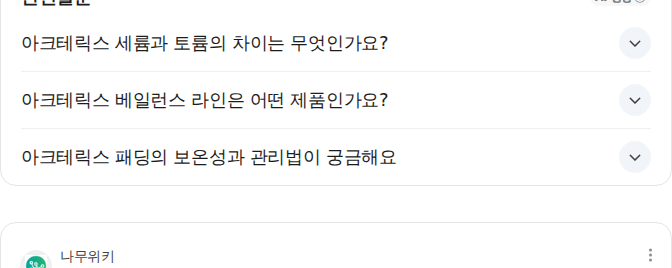 아크테릭스 세륨과 토륨의 차이는 무엇인가요?
아크테릭스 베일런스 라인은 어떤 제품인가요?
아크테릭스 패딩의 보온성과 관리법이 궁금해요
나무위키